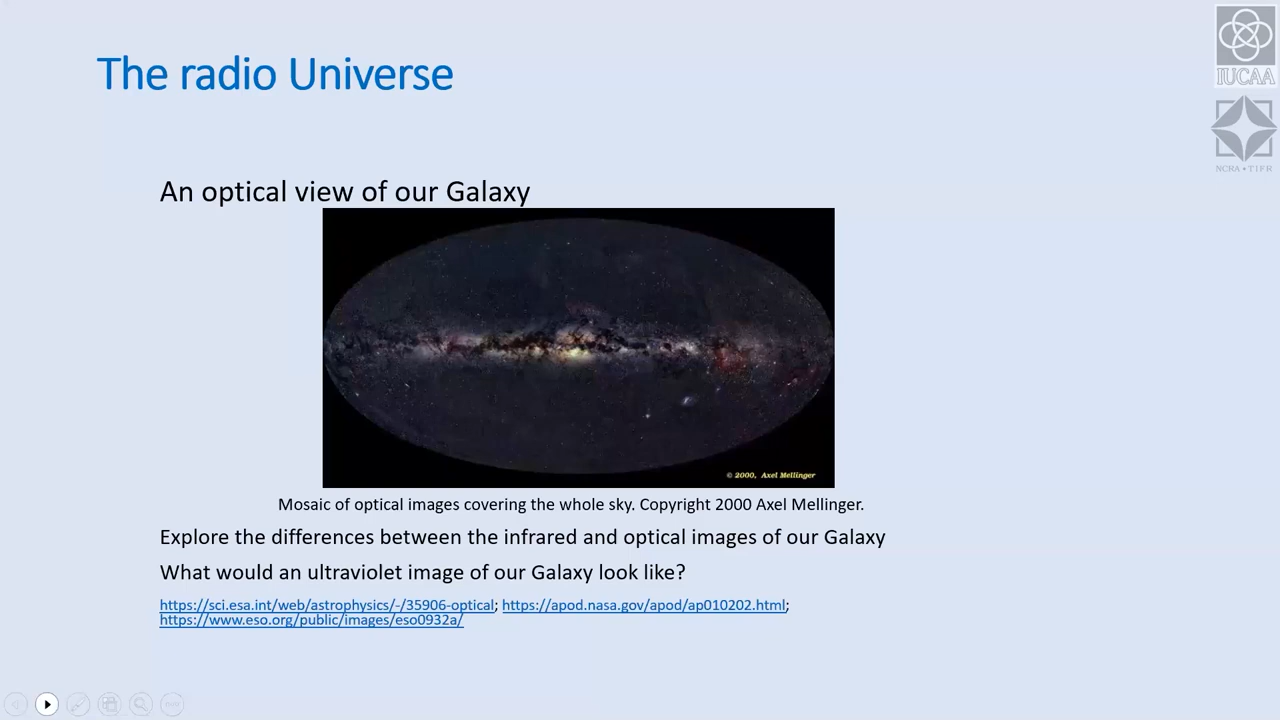 The radio Universe
IUCAA
NCRA • TIFR
An optical view of our Galaxy
© 2000, Axel Mellinger
Mosaic of optical images covering the whole sky. Copyright 2000 Axel Mellinger.
Explore the differences between the infrared and optical images of our Galaxy
What would an ultraviolet image of our Galaxy look like?
https://sci.esa.int/web/astrophysics/-/35906-optical; https://apod.nasa.gov/apod/ap010202.html;
https://www.eso.org/public/images/eso0932a/